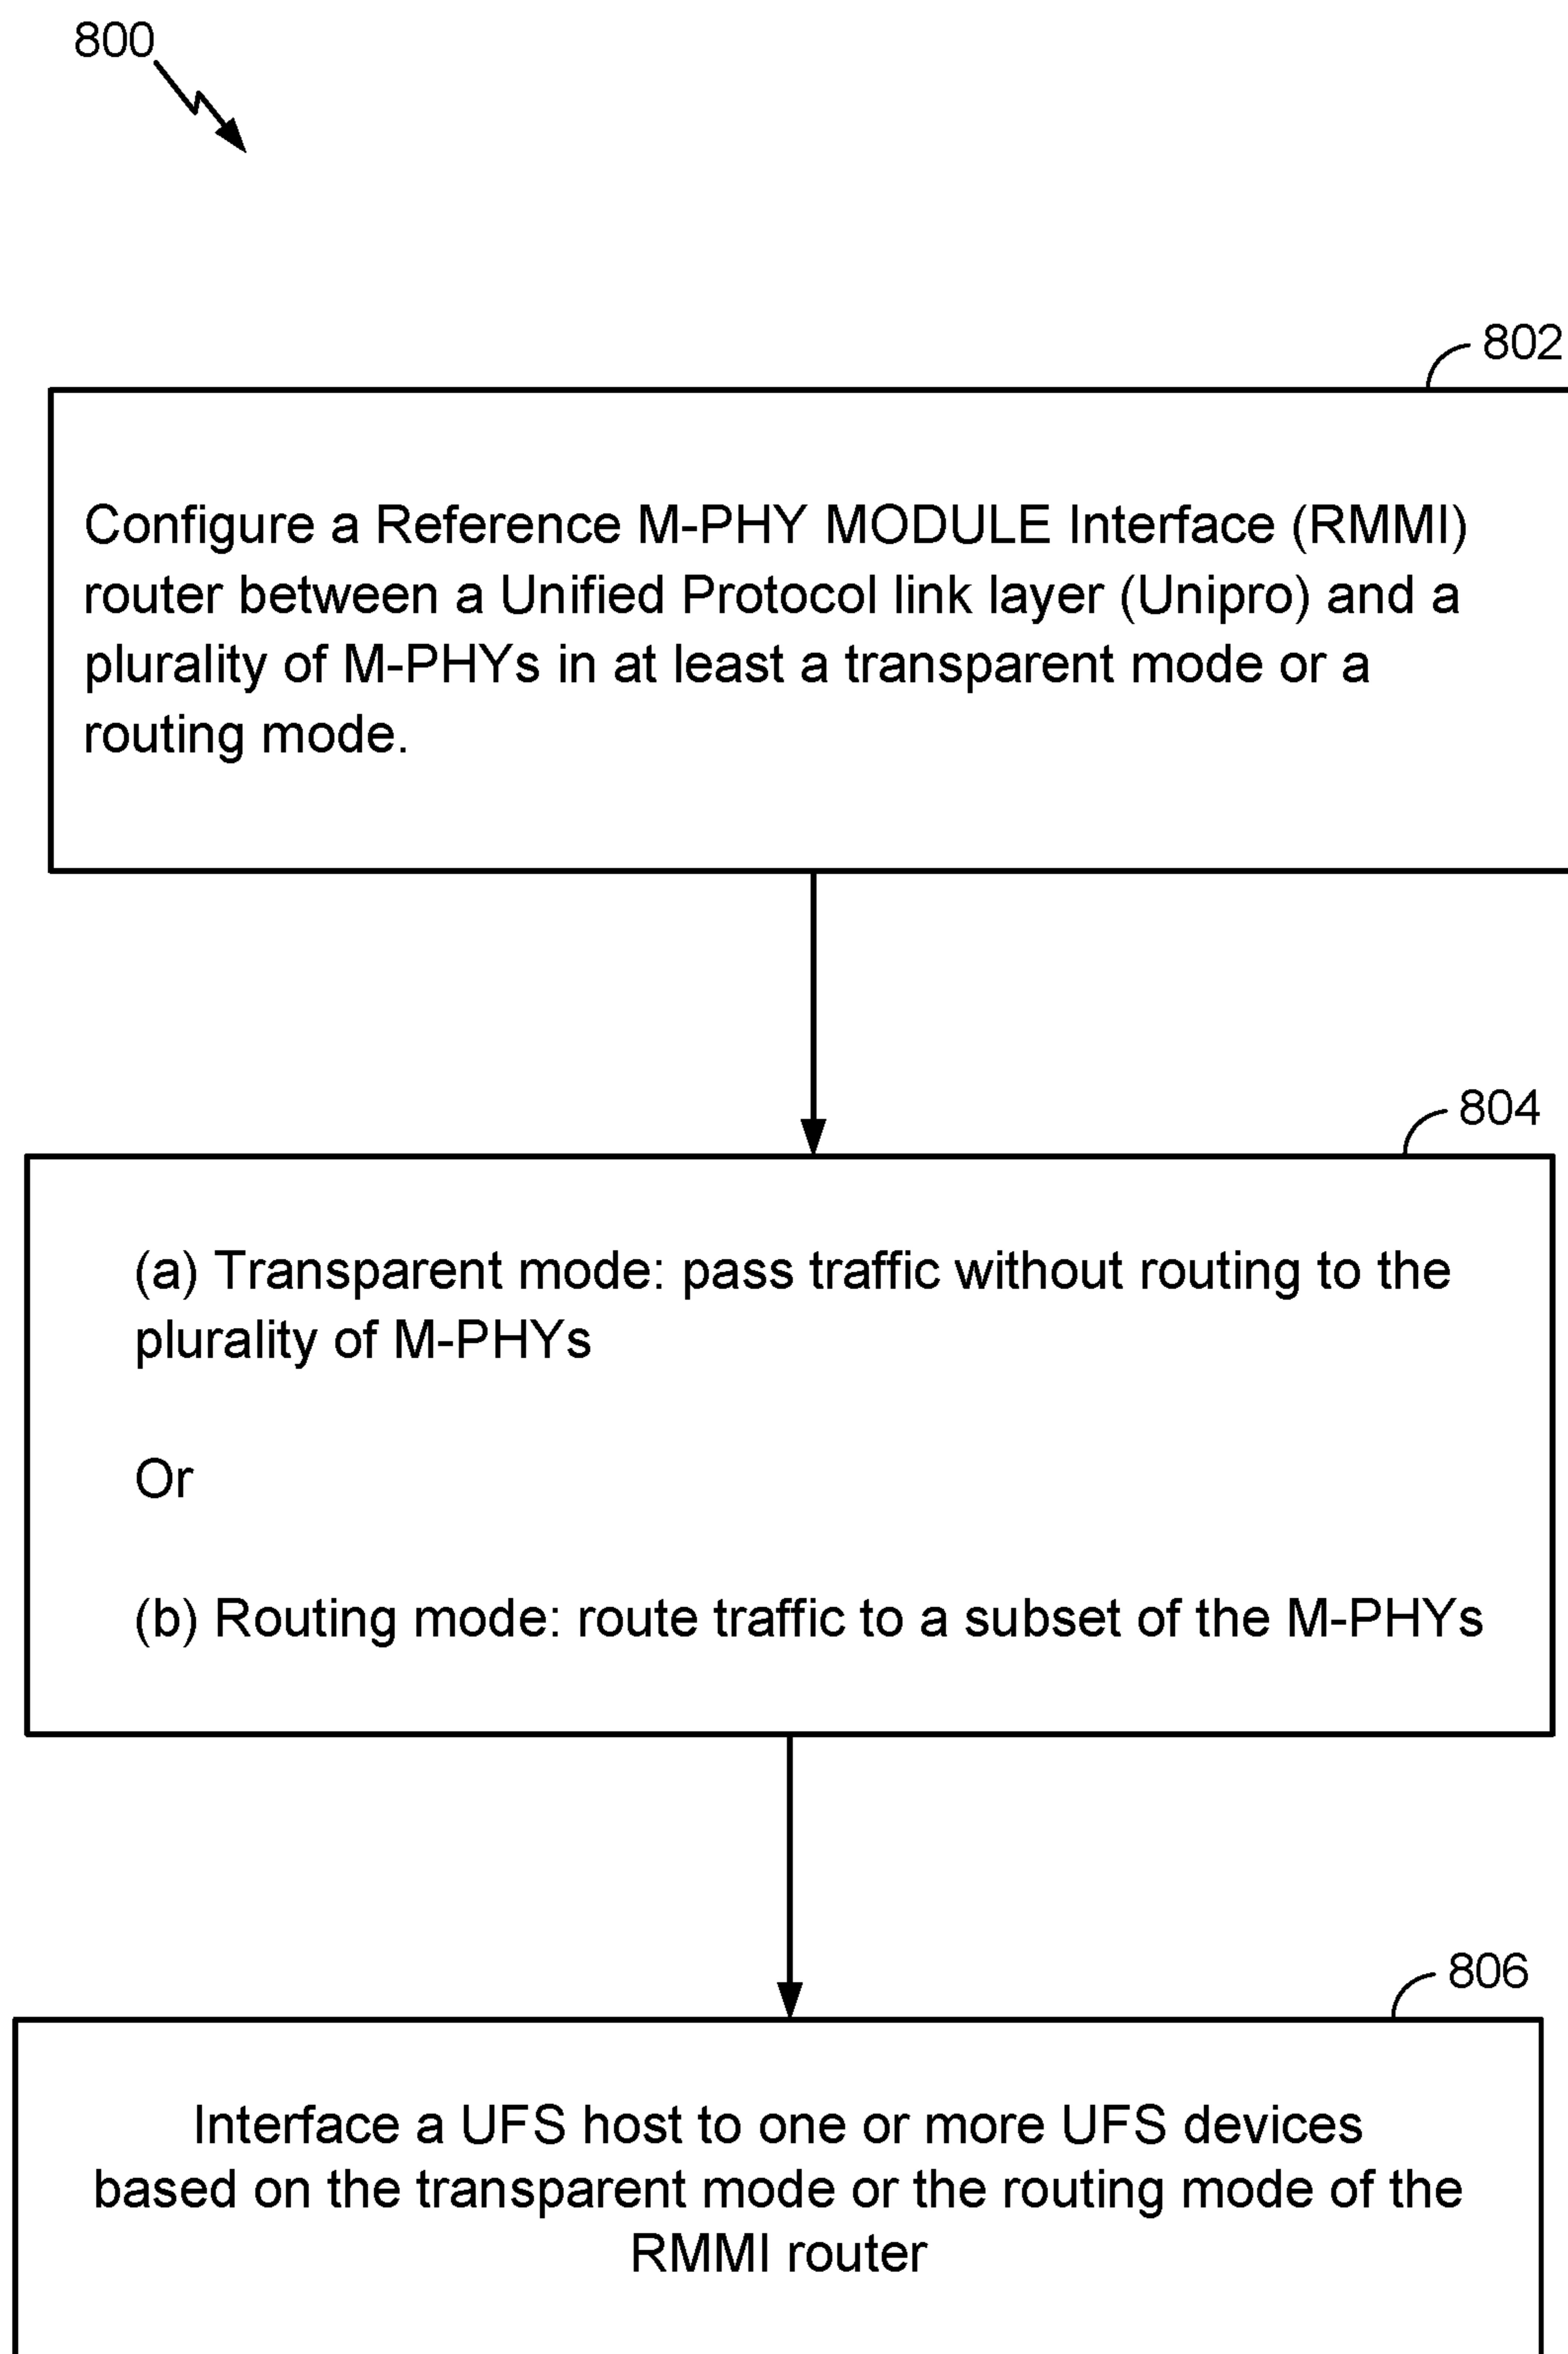 800
802
Configure a Reference M-PHY MODULE Interface (RMMI)
router between a Unified Protocol link layer (Unipro) and a
plurality of M-PHYs in at least a transparent mode or a
routing mode.
804
(a) Transparent mode: pass traffic without routing to the
plurality of M-PHYs
Or
(b) Routing mode: route traffic to a subset of the M-PHYs
806
Interface a UFS host to one or more UFS devices
based on the transparent mode or the routing mode of the
RMMI router